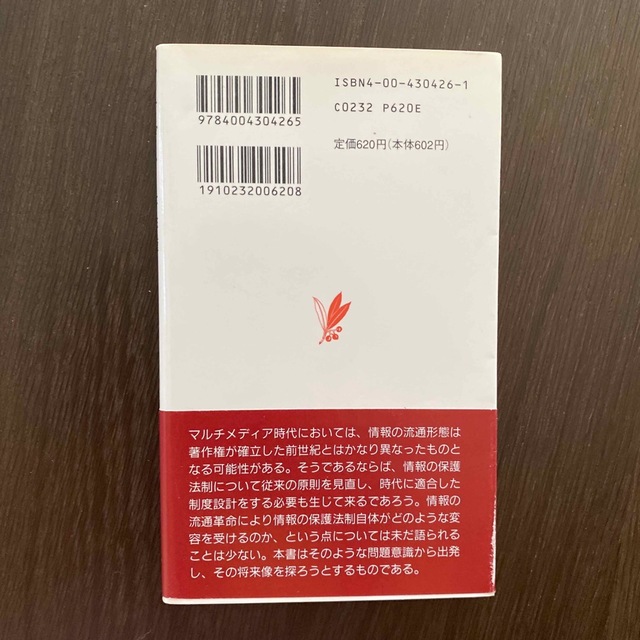 ISBN4-00-430426-1
9784004304265
C0232 P620E
定価620円(本体602円)
1910232006208
マルチメディア時代においては、情報の流通形態は
著作権が確立した前世紀とはかなり異なったものと
なる可能性がある。そうであるならば、情報の保護
法制について従来の原則を見直し、時代に適合した
制度設計をする必要も生じて来るであろう。情報の
流通革命により情報の保護法制自体がどのような変
容を受けるのか、という点については未だ語られる
ことは少ない。本書はそのような問題意識から出発
し、その将来像を探ろうとするものである。